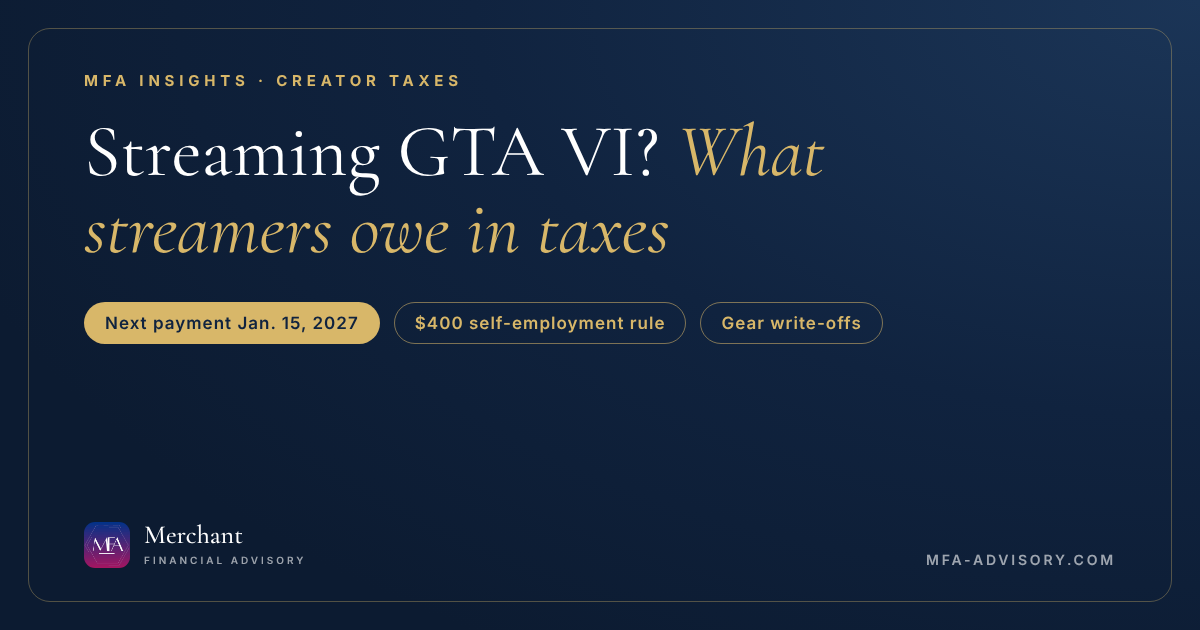 MFA INSIGHTS · CREATOR TAXES
Streaming GTA VI? What
streamers owe in taxes
Next payment Jan. 15, 2027
$400 self-employment rule
Gear write-offs
MFA
Merchant
FINANCIAL ADVISORY
MFA-ADVISORY.COM